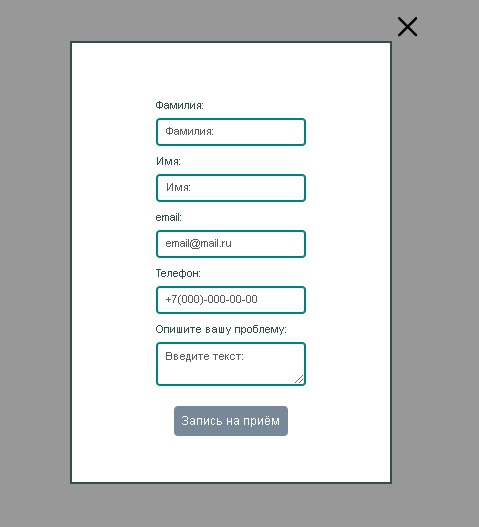 Фамилия:
Фамилия:
Имя:
Имя:
email:
email@mail.ru
Телефон:
+7(000)-000-00-00
Опишите вашу проблему:
Введите текст:
Запись на приём